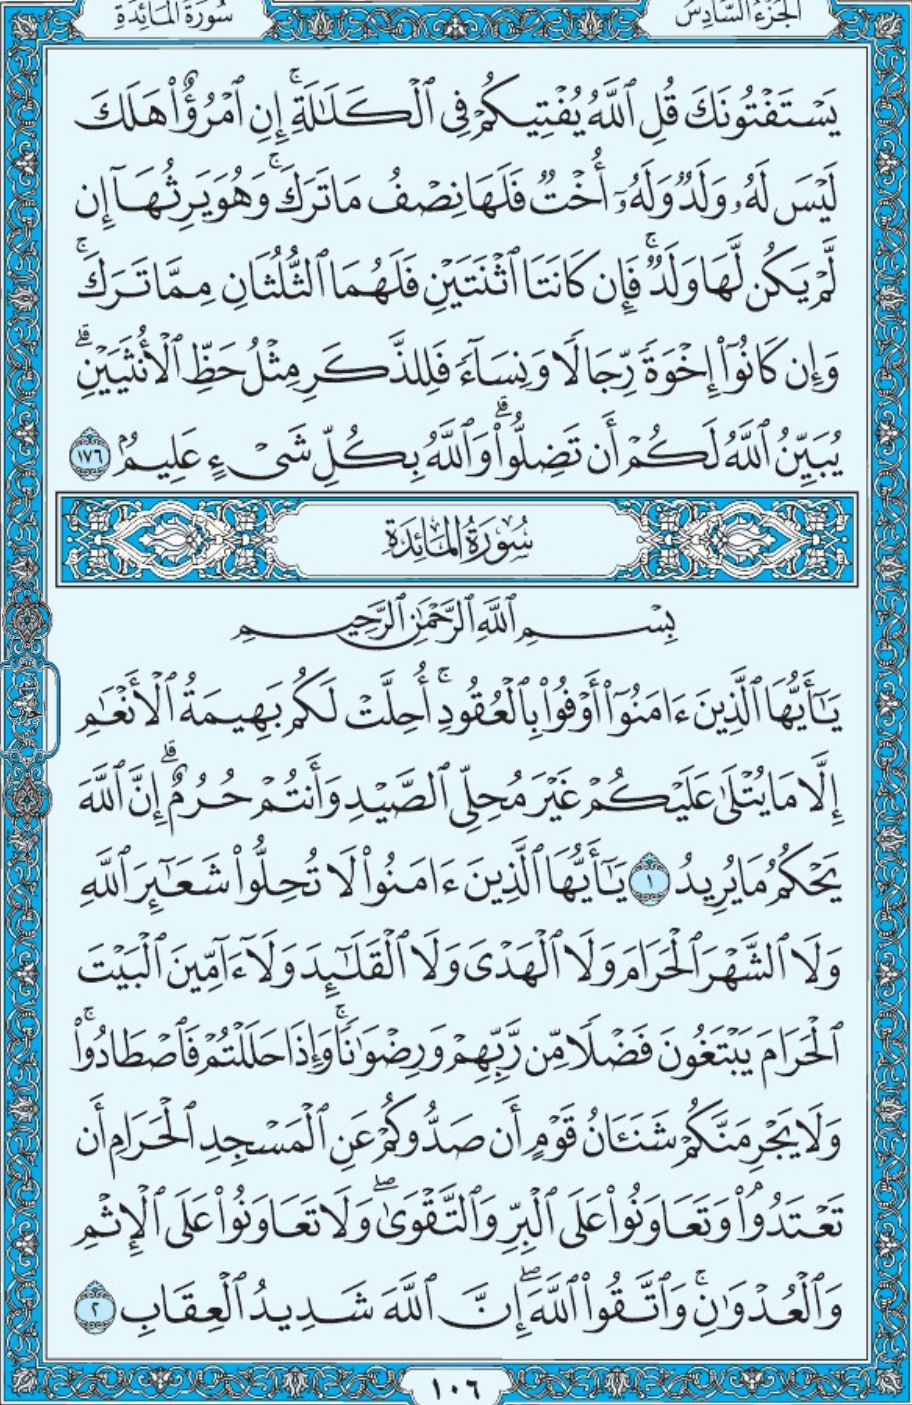 الجزء السادس سورة المائدة
يَسْتَفْتُونَكَ قُلِ ٱللَّهُ يُفْتِيكُمْ فِى ٱلْكَلَٰلَةِ ۚ إِنِ ٱمْرُؤٌا۟ هَلَكَ
لَيْسَ لَهُۥ وَلَدٌ وَلَهُۥٓ أُخْتٌ فَلَهَا نِصْفُ مَا تَرَكَ ۚ وَهُوَ يَرِثُهَآ إِن
لَّمْ يَكُن لَّهَا وَلَدٌ ۚ فَإِن كَانَتَا ٱثْنَتَيْنِ فَلَهُمَا ٱلثُّلُثَانِ مِمَّا تَرَكَ ۚ
وَإِن كَانُوٓا۟ إِخْوَةً رِّجَالًا وَنِسَآءً فَلِلذَّكَرِ مِثْلُ حَظِّ ٱلْأُنثَيَيْنِ ۗ
يُبَيِّنُ ٱللَّهُ لَكُمْ أَن تَضِلُّوا۟ ۗ وَٱللَّهُ بِكُلِّ شَىْءٍ عَلِيمٌۢ ١٧٦
سُورَةُ المَائِدَةِ
بِسْمِ ٱللَّهِ ٱلرَّحْمَٰنِ ٱلرَّحِيمِ
يَٰٓأَيُّهَا ٱلَّذِينَ ءَامَنُوٓا۟ أَوْفُوا۟ بِٱلْعُقُودِ ۚ أُحِلَّتْ لَكُم بَهِيمَةُ ٱلْأَنْعَٰمِ
إِلَّا مَا يُتْلَىٰ عَلَيْكُمْ غَيْرَ مُحِلِّى ٱلصَّيْدِ وَأَنتُمْ حُرُمٌ ۗ إِنَّ ٱللَّهَ
يَحْكُمُ مَا يُرِيدُ ١ يَٰٓأَيُّهَا ٱلَّذِينَ ءَامَنُوا۟ لَا تُحِلُّوا۟ شَعَٰٓئِرَ ٱللَّهِ
وَلَا ٱلشَّهْرَ ٱلْحَرَامَ وَلَا ٱلْهَدْىَ وَلَا ٱلْقَلَٰٓئِدَ وَلَآ ءَآمِّينَ ٱلْبَيْتَ
ٱلْحَرَامَ يَبْتَغُونَ فَضْلًا مِّن رَّبِّهِمْ وَرِضْوَٰنًا ۚ وَإِذَا حَلَلْتُمْ فَٱصْطَادُوا۟ ۚ
وَلَا يَجْرِمَنَّكُمْ شَنَـَٔانُ قَوْمٍ أَن صَدُّوكُمْ عَنِ ٱلْمَسْجِدِ ٱلْحَرَامِ أَن
تَعْتَدُوا۟ ۘ وَتَعَاوَنُوا۟ عَلَى ٱلْبِرِّ وَٱلتَّقْوَىٰ ۖ وَلَا تَعَاوَنُوا۟ عَلَى ٱلْإِثْمِ
وَٱلْعُدْوَٰنِ ۚ وَٱتَّقُوا۟ ٱللَّهَ ۖ إِنَّ ٱللَّهَ شَدِيدُ ٱلْعِقَابِ ٢
١٠٦